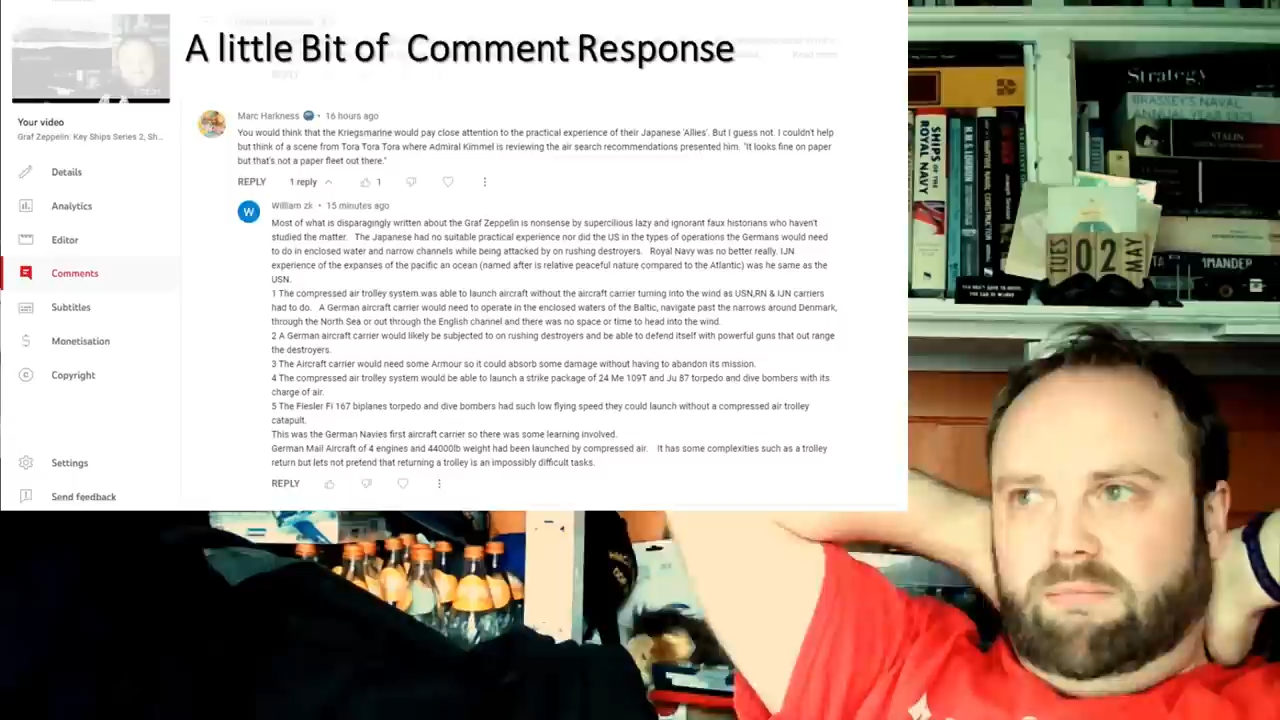 A little Bit of Comment Response
REPLY
Your video
Graf Zeppelin: Key Ships Series 2, Sh...
Details
Analytics
Editor
Comments
Subtitles
Monetisation
Copyright
Settings
Send feedback
Marc Harkness • 16 hours ago
You would think that the Kriegsmarine would pay close attention to the practical experience of their Japanese 'Allies'. But I guess not. I couldn't help
but think of a scene from Tora Tora Tora where Admiral Kimmel is reviewing the air search recommendations presented him. "It looks fine on paper
but that's not a paper fleet out there."
REPLY 1 reply 1
W
William zk • 15 minutes ago
Most of what is disparagingly written about the Graf Zeppelin is nonsense by supercilious lazy and ignorant faux historians who haven't
studied the matter. The Japanese had no suitable practical experience nor did the US in the types of operations the Germans would need
to do in enclosed water and narrow channels while being attacked by on rushing destroyers. Royal Navy was no better really. IJN
experience of the expanses of the pacific an ocean (named after is relative peaceful nature compared to the Atlantic) was he same as the
USN.
1 The compressed air trolley system was able to launch aircraft without the aircraft carrier turning into the wind as USN,RN & IJN carriers
had to do. A German aircraft carrier would need to operate in the enclosed waters of the Baltic, navigate past the narrows around Denmark,
through the North Sea or out through the English channel and there was no space or time to head into the wind.
2 A German aircraft carrier would likely be subjected to on rushing destroyers and be able to defend itself with powerful guns that out range
the destroyers.
3 The Aircraft carrier would need some Armour so it could absorb some damage without having to abandon its mission.
4 The compressed air trolley system would be able to launch a strike package of 24 Me 109T and Ju 87 torpedo and dive bombers with its
charge of air.
5 The Fiesler Fi 167 biplanes torpedo and dive bombers had such low flying speed they could launch without a compressed air trolley
catapult.
This was the German Navies first aircraft carrier so there was some learning involved.
German Mail Aircraft of 4 engines and 44000lb weight had been launched by compressed air. It has some complexities such as a trolley
return but lets not pretend that returning a trolley is an impossibly difficult tasks.
REPLY
Strategy
BRASSEY'S NAVAL
ANNUAL
STALIN
SHIPS OF THE
ROYAL NAVY
TUES 02 MAY